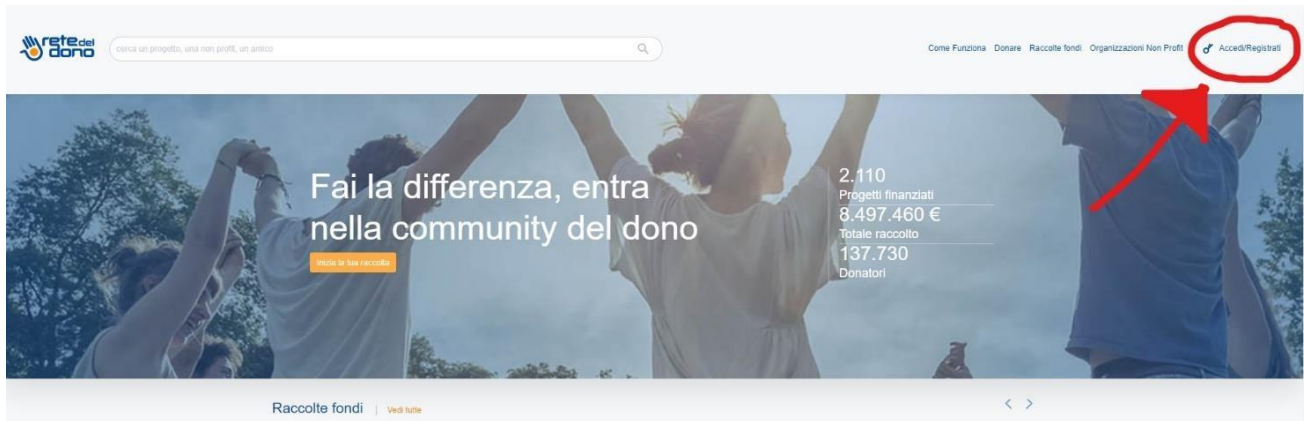 rete del
dono
cerca un progetto, una non profit, un amico
Come Funziona Donare Raccolte fondi Organizzazioni Non Profit Accedi/Registrati
Fai la differenza, entra
nella community del dono
Inizia la tua raccolta
2.110
Progetti finanziati
8.497.460 €
Totale raccolto
137.730
Donatori
Raccolte fondi | Vedi tutte